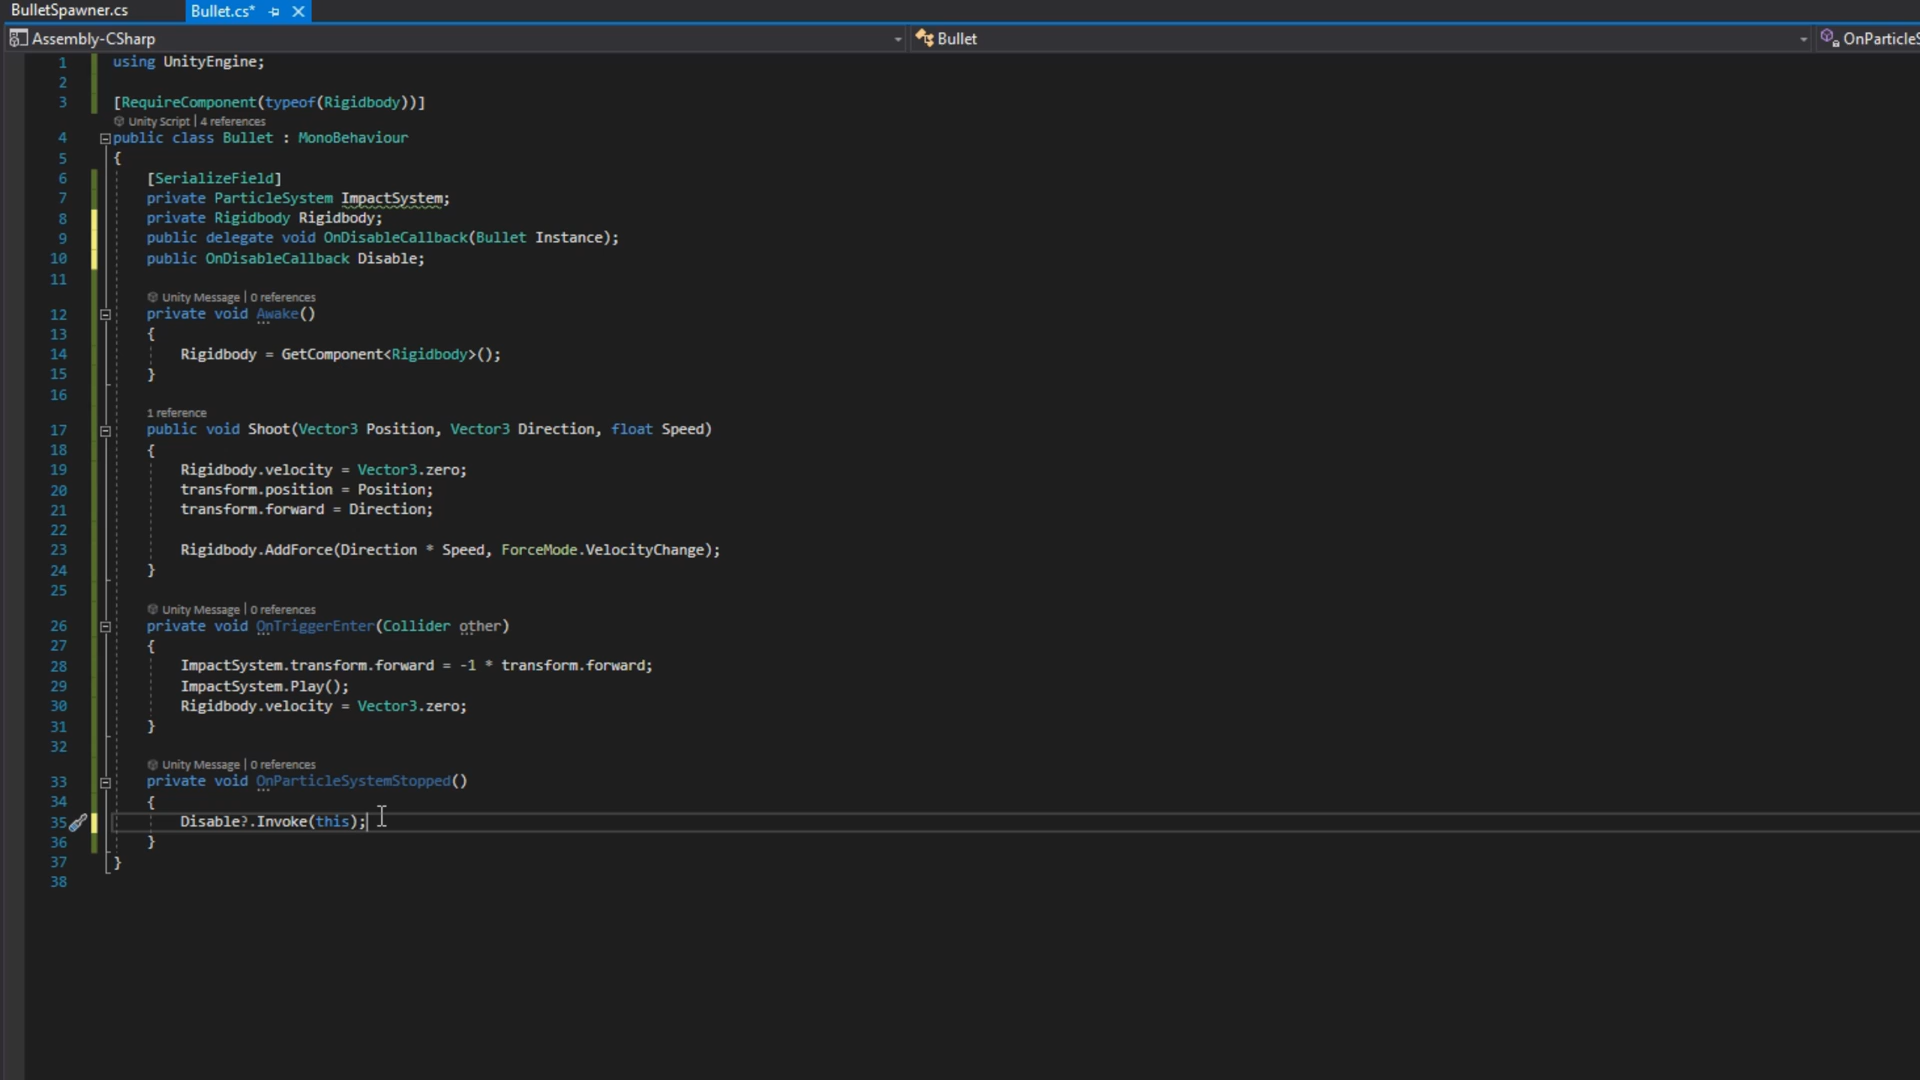 BulletSpawner.cs Bullet.cs*
Assembly-CSharp Bullet OnParticleS
1 using UnityEngine;
2
3 [RequireComponent(typeof(Rigidbody))]
Unity Script | 4 references
4 public class Bullet : MonoBehaviour
5 {
6 [SerializeField]
7 private ParticleSystem ImpactSystem;
8 private Rigidbody Rigidbody;
9 public delegate void OnDisableCallback(Bullet Instance);
10 public OnDisableCallback Disable;
11
Unity Message | 0 references
12 private void Awake()
13 {
14 Rigidbody = GetComponent<Rigidbody>();
15 }
16
1 reference
17 public void Shoot(Vector3 Position, Vector3 Direction, float Speed)
18 {
19 Rigidbody.velocity = Vector3.zero;
20 transform.position = Position;
21 transform.forward = Direction;
22
23 Rigidbody.AddForce(Direction * Speed, ForceMode.VelocityChange);
24 }
25
Unity Message | 0 references
26 private void OnTriggerEnter(Collider other)
27 {
28 ImpactSystem.transform.forward = -1 * transform.forward;
29 ImpactSystem.Play();
30 Rigidbody.velocity = Vector3.zero;
31 }
32
Unity Message | 0 references
33 private void OnParticleSystemStopped()
34 {
35 Disable?.Invoke(this);
36 }
37 }
38